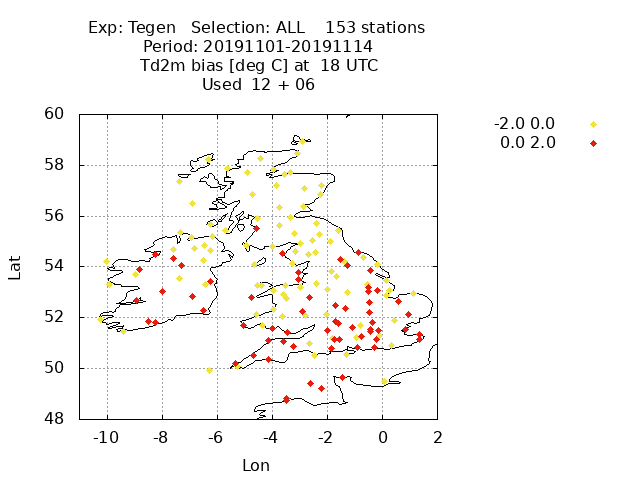 Exp: Tegen Selection: ALL 153 stations
Period: 20191101-20191114
Td2m bias [deg C] at 18 UTC
Used 12 + 06
-2.0 0.0
0.0 2.0
60
58
56
54
52
50
48
Lat
-10 -8 -6 -4 -2 0 2
Lon